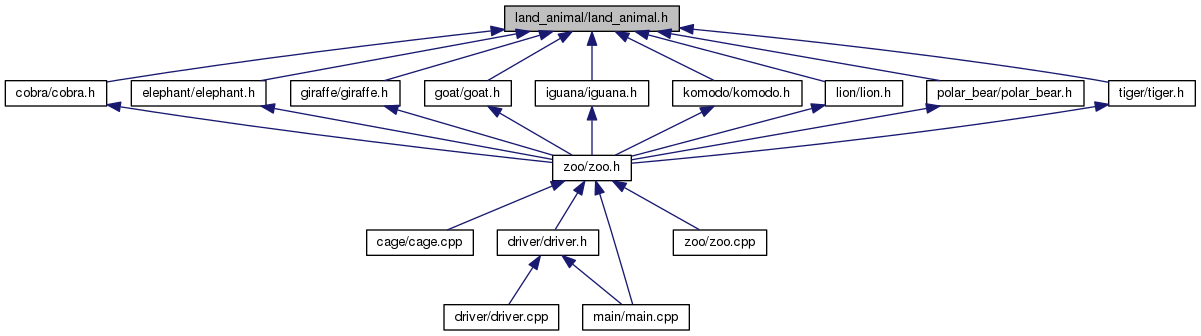 land_animal/land_animal.h
cobra/cobra.h
elephant/elephant.h
giraffe/giraffe.h
goat/goat.h
iguana/iguana.h
komodo/komodo.h
lion/lion.h
polar_bear/polar_bear.h
tiger/tiger.h
zoo/zoo.h
cage/cage.cpp
driver/driver.h
zoo/zoo.cpp
driver/driver.cpp
main/main.cpp